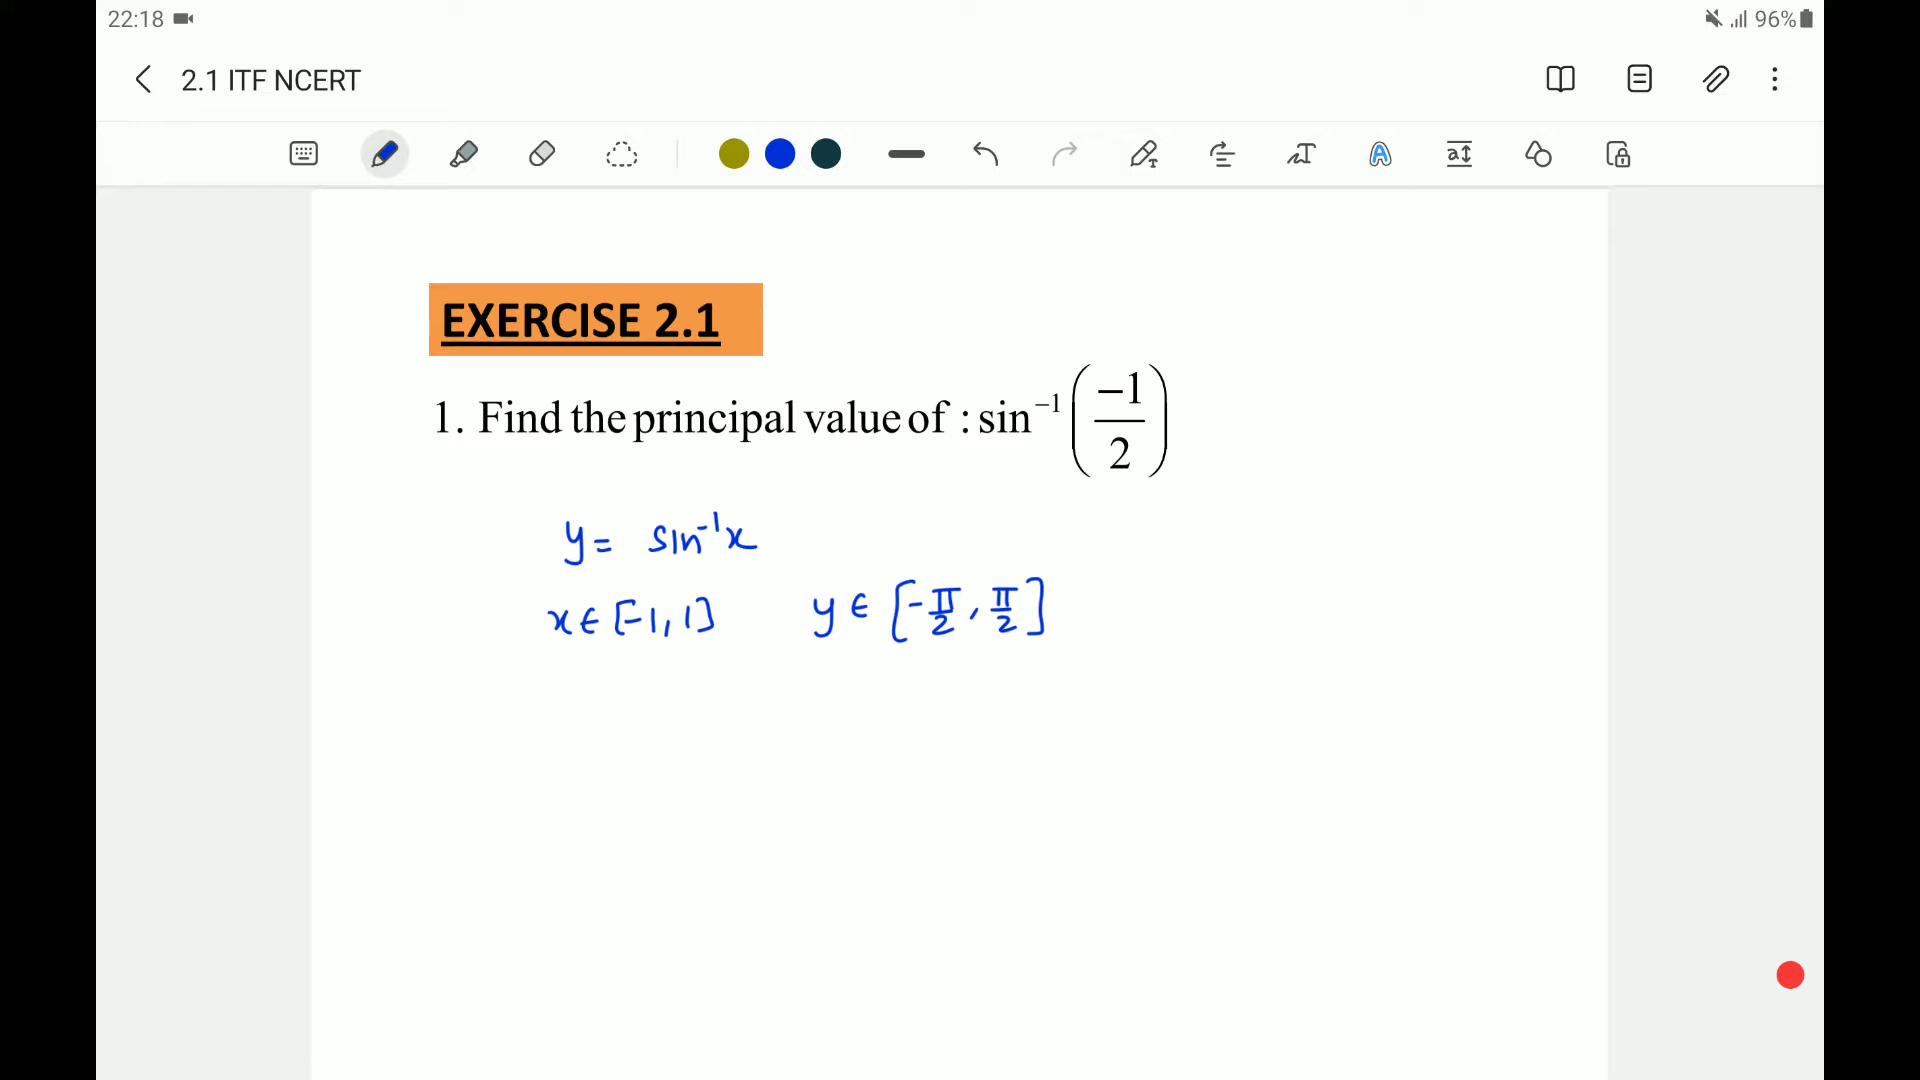 22:18 96%
2.1 ITF NCERT
EXERCISE 2.1
1. Find the principal value of : sin⁻¹(−1/2)
y = sin⁻¹x
x ∈ [-1, 1] y ∈ [-π/2, π/2]